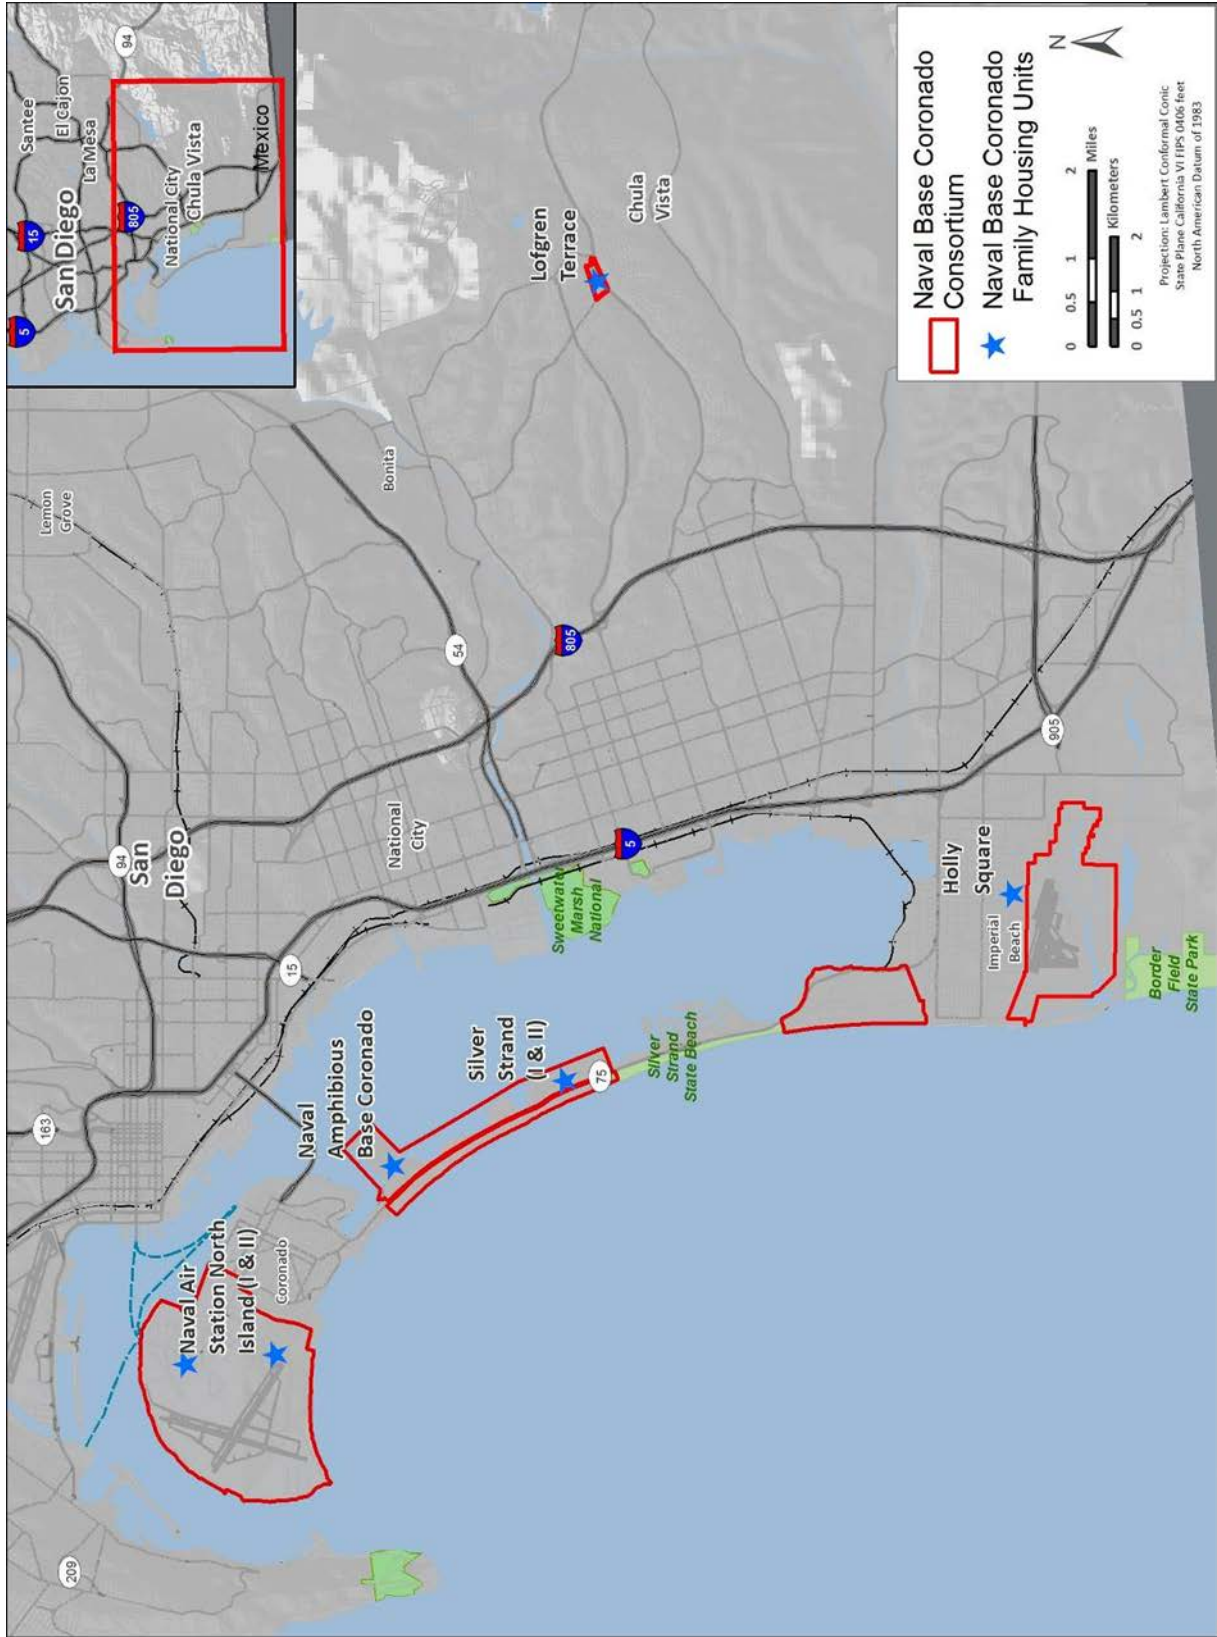 Santee
El Cajon
La Mesa
San Diego
National City
Chula Vista
Mexico
94
15
805
5
Lemon
Grove
Bonita
San
Diego
National
City
94
54
15
163
209
805
5
905
75
Lofgren
Terrace
Chula
Vista
Naval Air
Station North
Island (I & II)
Coronado
Naval
Amphibious
Base Coronado
Silver
Strand
(I & II)
Silver
Strand
State Beach
Sweetwater
Marsh
National
Holly
Square
Imperial
Beach
Border
Field
State Park
Naval Base Coronado
Consortium
Naval Base Coronado
Family Housing Units
N
0 0.5 1 2
Miles
Kilometers
0 0.5 1 2
Projection: Lambert Conformal Conic
State Plane California VI FIPS 0406 feet
North American Datum of 1983